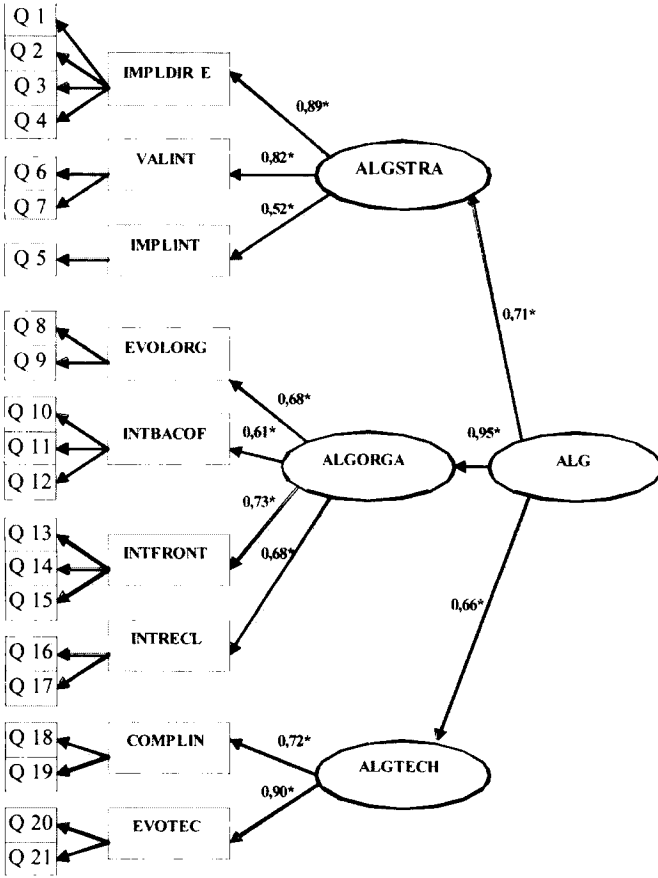 Q 1
Q 2
Q 3
Q 4
IMPLDIR E
0,89*
Q 6
Q 7
VALINT
0,82*
ALGSTRA
Q 5
IMPLINT
0,52*
0,71*
Q 8
Q 9
EVOLORG
0,68*
Q 10
Q 11
Q 12
INTBACOF
0,61*
ALGORGA
0,95*
ALG
Q 13
Q 14
Q 15
INTFRONT
0,73*
0,68*
0,66*
Q 16
Q 17
INTRECL
Q 18
Q 19
COMPLIN
0,72*
ALGTECH
Q 20
Q 21
EVOTEC
0,90*